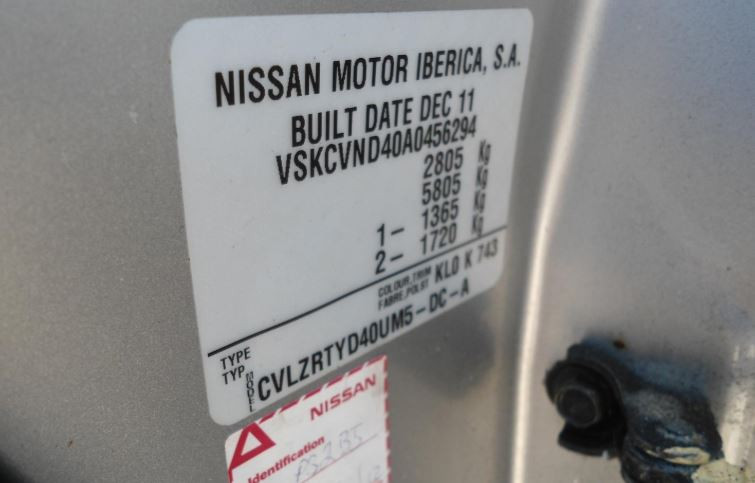 NISSAN MOTOR IBERICA, S.A.
BUILT DATE DEC 11
VSKCVND40A0456294
2805 Kg
5805 Kg
1- 1365 Kg
2- 1720 Kg
COLOUR,TRIM
FABRE,POLST KL0 K 743
TYPE
TYP
MODEL CVLZRTYD40UM5-DC-A
NISSAN
Identification